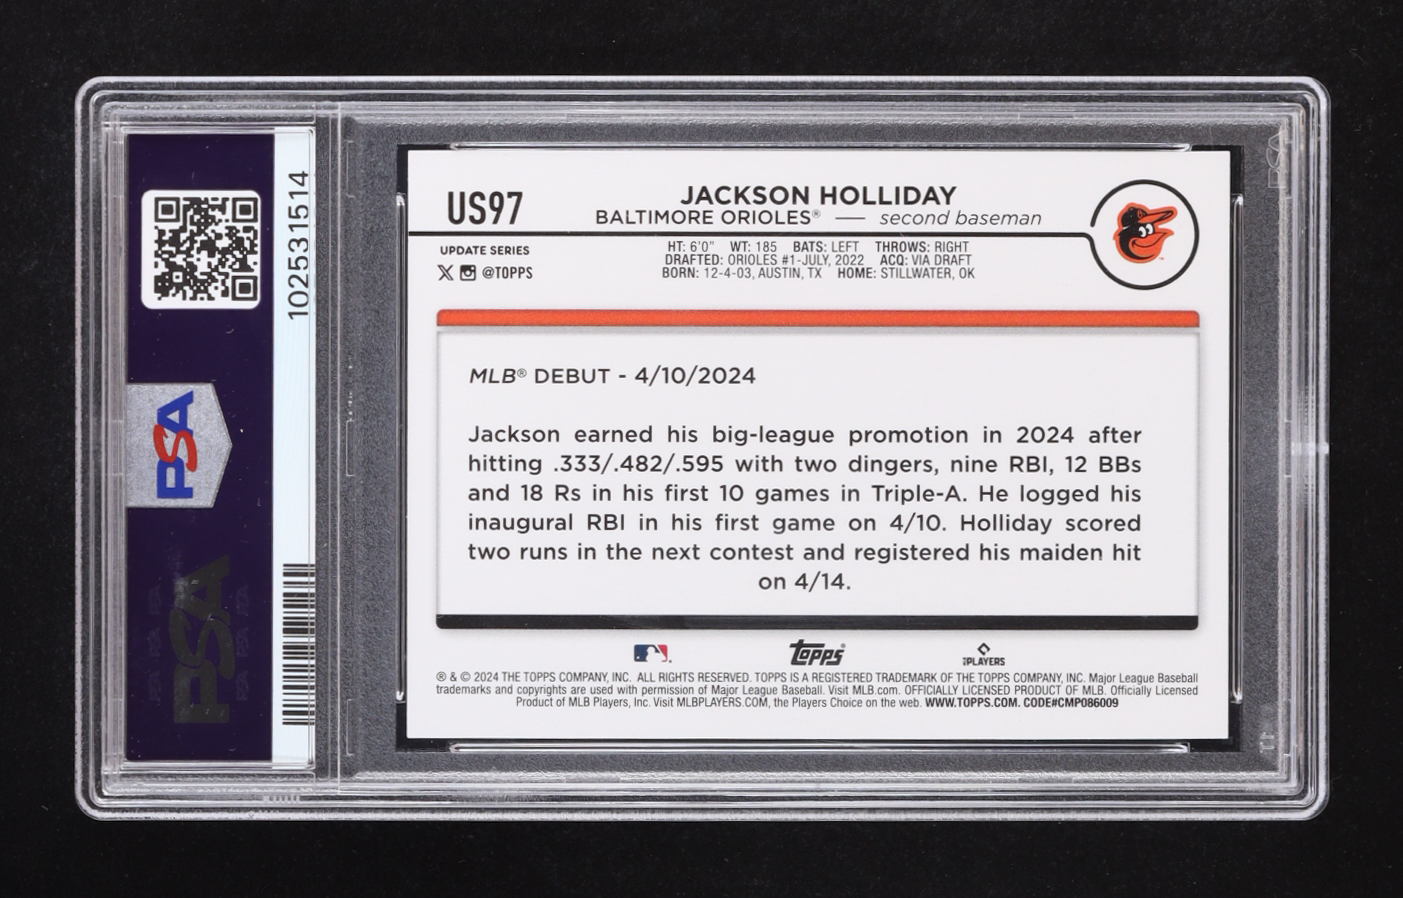 US97
JACKSON HOLLIDAY
BALTIMORE ORIOLES® — second baseman
UPDATE SERIES
@TOPPS
HT: 6'0" WT: 185 BATS: LEFT THROWS: RIGHT
DRAFTED: ORIOLES #1-JULY, 2022 ACQ: VIA DRAFT
BORN: 12-4-03, AUSTIN, TX HOME: STILLWATER, OK
MLB® DEBUT - 4/10/2024
Jackson earned his big-league promotion in 2024 after
hitting .333/.482/.595 with two dingers, nine RBI, 12 BBs
and 18 Rs in his first 10 games in Triple-A. He logged his
inaugural RBI in his first game on 4/10. Holliday scored
two runs in the next contest and registered his maiden hit
on 4/14.
Topps®
MLB PLAYERS
® & © 2024 THE TOPPS COMPANY, INC. ALL RIGHTS RESERVED. TOPPS IS A REGISTERED TRADEMARK OF THE TOPPS COMPANY, INC. Major League Baseball
trademarks and copyrights are used with permission of Major League Baseball. Visit MLB.com. OFFICIALLY LICENSED PRODUCT OF MLB. Officially Licensed
Product of MLB Players, Inc. Visit MLBPLAYERS.COM, the Players Choice on the web. WWW.TOPPS.COM. CODE#CMP086009
102531514
PSA
PSA
PSA